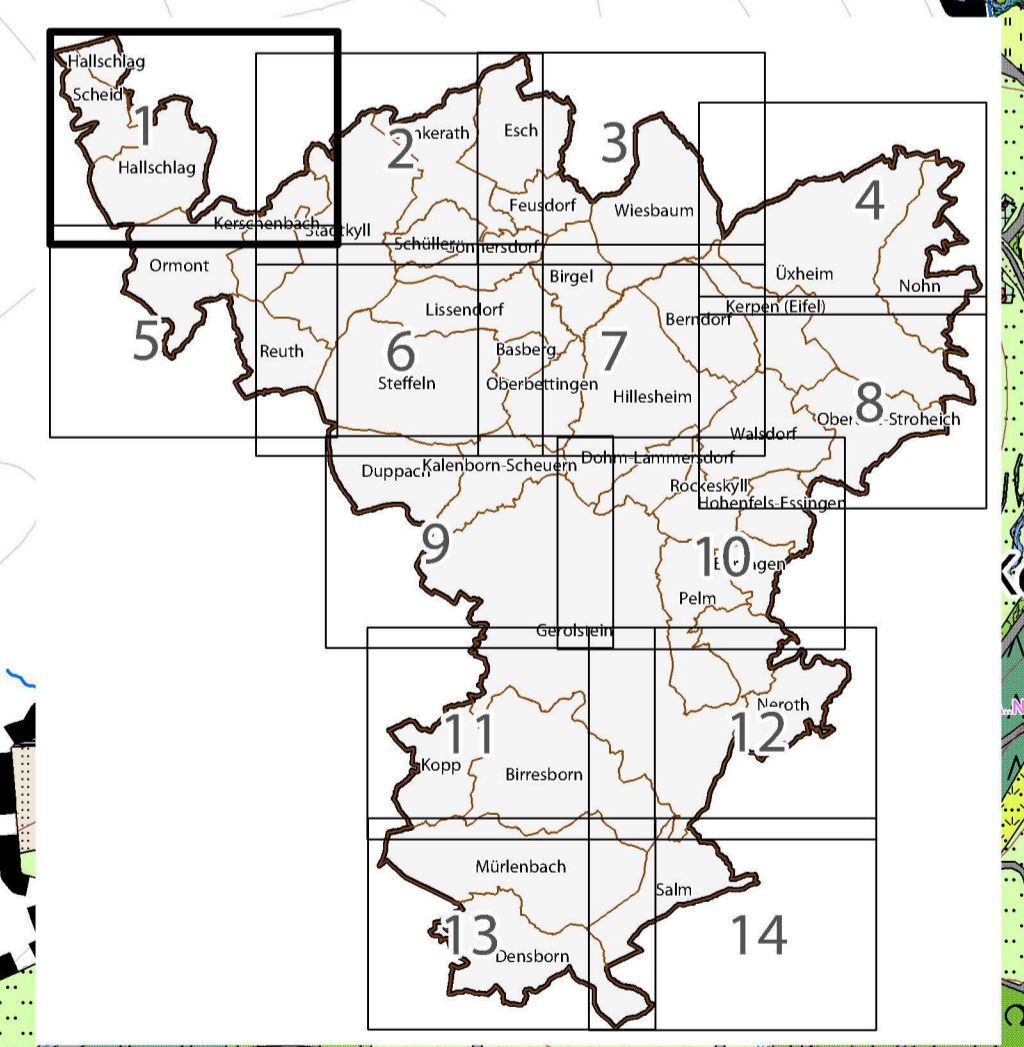 Hallschlag
Scheid
1
Hallschlag
2
Esch
3
Feusdorf
Wiesbaum
4
Kerschenbach
Ormont
Birgel
Üxheim
Nohn
Kerpen (Eifel)
5
Lissendorf
Berndorf
Reuth
6
Basberg
7
Steffeln
Oberbettingen
Hillesheim
8
Walsdorf
Duppach
Kalenborn-Scheuern
Dohm-Lammersdorf
Rockeskyll
Hohenfels-Essingen
9
10
Pelm
Gerolstein
11
Kopp
Birresborn
Neroth
12
Mürlenbach
Salm
13
Densborn
14